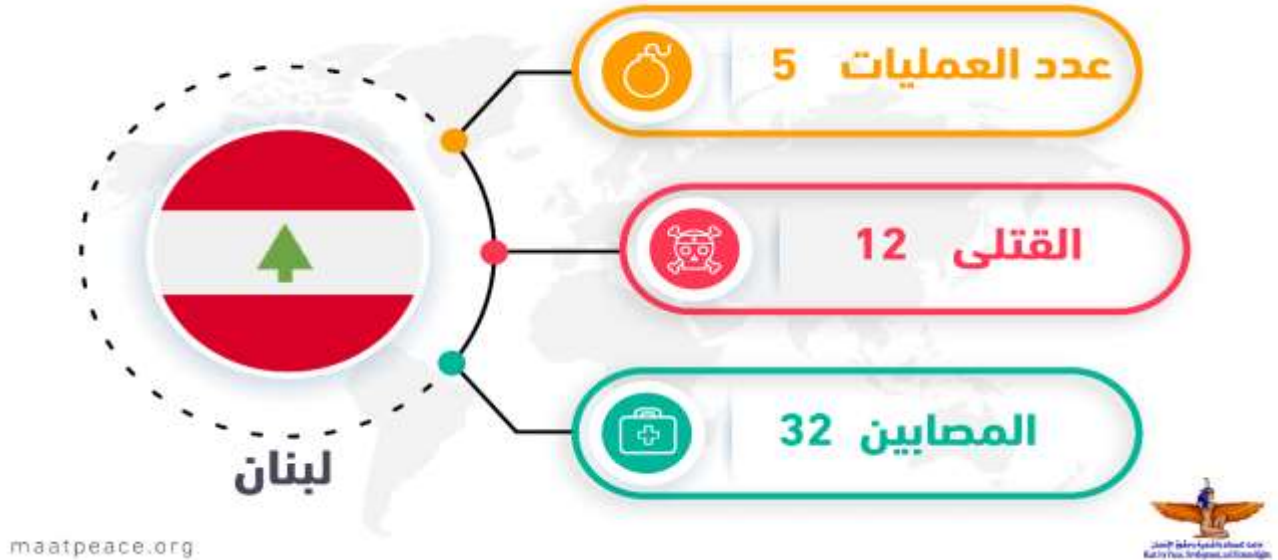 عدد العمليات 5
القتلى 12
المصابين 32
لبنان
maatpeace.org